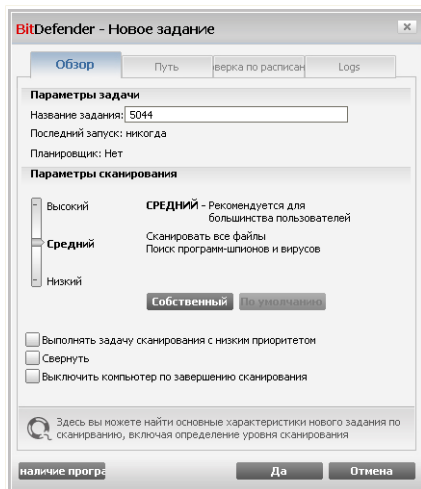 BitDefender - Новое задание
Обзор
Путь
оверка по расписан
Logs
Параметры задачи
Название задания: 5044
Последний запуск: никогда
Планировщик: Нет
Параметры сканирования
Высокий
Средний
Низкий
СРЕДНИЙ - Рекомендуется для
большинства пользователей
Сканировать все файлы
Поиск программ-шпионов и вирусов
Собственный
По умолчанию
Выполнять задачу сканирования с низким приоритетом
Свернуть
Выключить компьютер по завершению сканирования
Здесь вы можете найти основные характеристики нового задания по
сканирванию, включая определение уровня сканирования
наличие програ
Да
Отмена